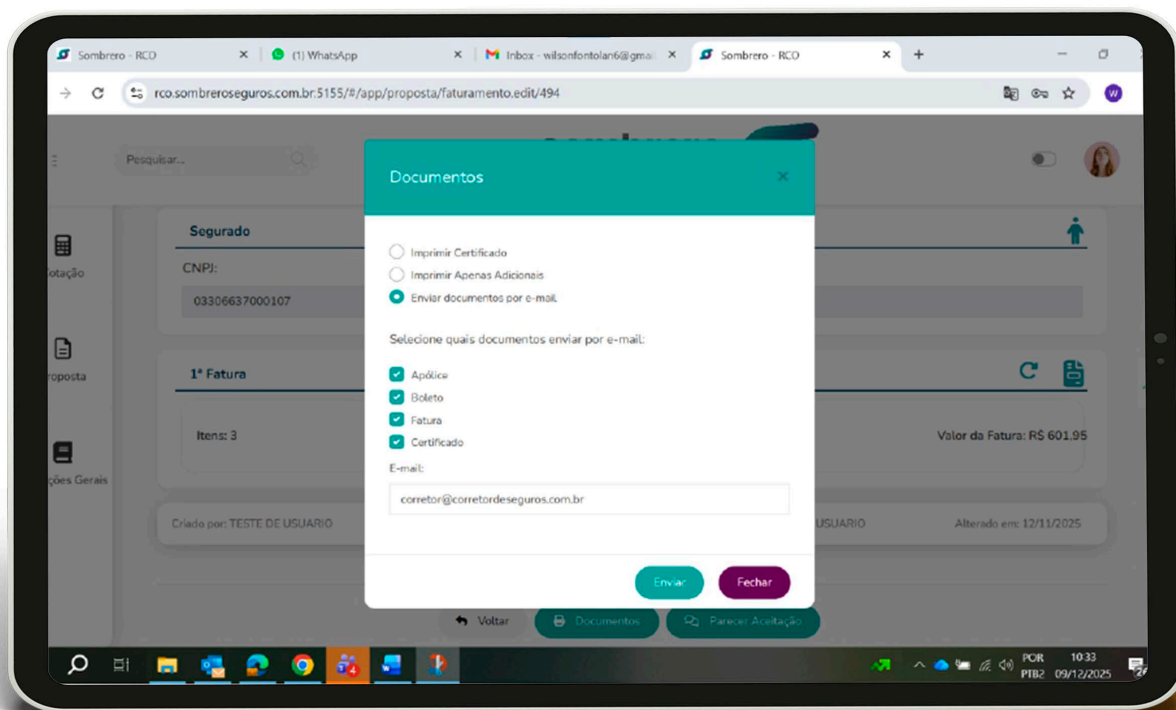 Sombrero - RCO
(1) WhatsApp
Inbox - wilsonfontolan6@gmai
Sombrero - RCO
rco.sombreroseguros.com.br:5155/#/app/proposta/faturamento.edit/494
W
Pesquisar...
Documentos
Segurado
Imprimir Certificado
Imprimir Apenas Adicionais
Enviar documentos por e-mail
CNPJ:
03306637000107
otação
Selecione quais documentos enviar por e-mail:
roposta
1ª Fatura
Apólice
Boleto
Fatura
Certificado
Itens: 3
Valor da Fatura: R$ 601.95
ções Gerais
E-mail:
corretor@corretordeseguros.com.br
Criado por: TESTE DE USUARIO
USUARIO
Alterado em: 12/11/2025
Enviar
Fechar
Voltar
Documentos
Parecer Aceitação
POR
PTB2
10:33
09/12/2025